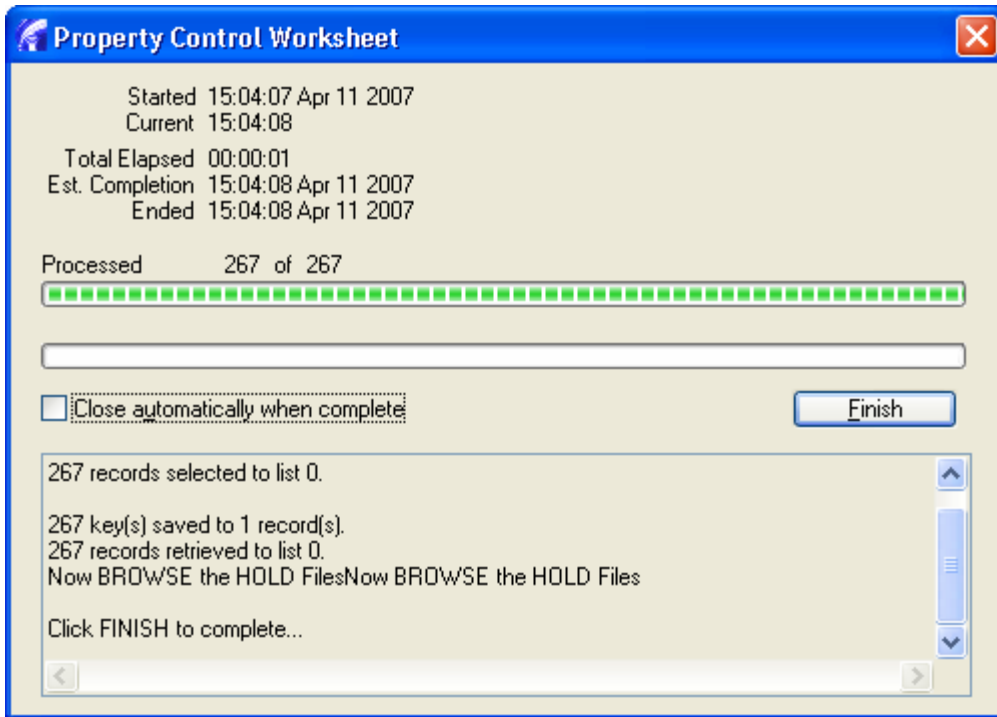 Property Control Worksheet
Started 15:04:07 Apr 11 2007
Current 15:04:08
Total Elapsed 00:00:01
Est. Completion 15:04:08 Apr 11 2007
Ended 15:04:08 Apr 11 2007
Processed 267 of 267
Close automatically when complete
Finish
267 records selected to list 0.
267 key(s) saved to 1 record(s).
267 records retrieved to list 0.
Now BROWSE the HOLD FilesNow BROWSE the HOLD Files
Click FINISH to complete...